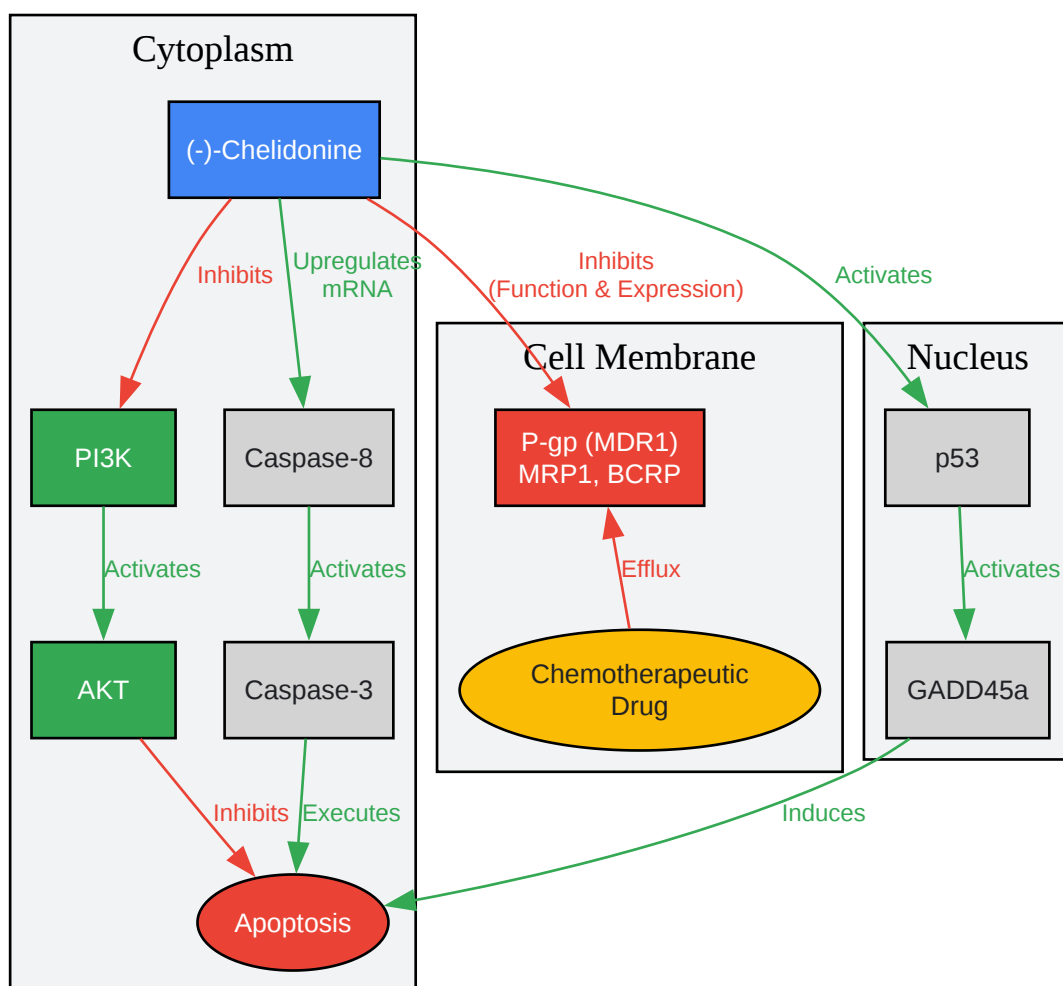 Cytoplasm
(-)-Chelidonine
Inhibits
Upregulates
mRNA
Inhibits
(Function & Expression)
Activates
Cell Membrane
Nucleus
PI3K
Caspase-8
P-gp (MDR1)
MRP1, BCRP
p53
Activates
Activates
Efflux
Activates
AKT
Caspase-3
Chemotherapeutic
Drug
GADD45a
Inhibits
Executes
Induces
Apoptosis